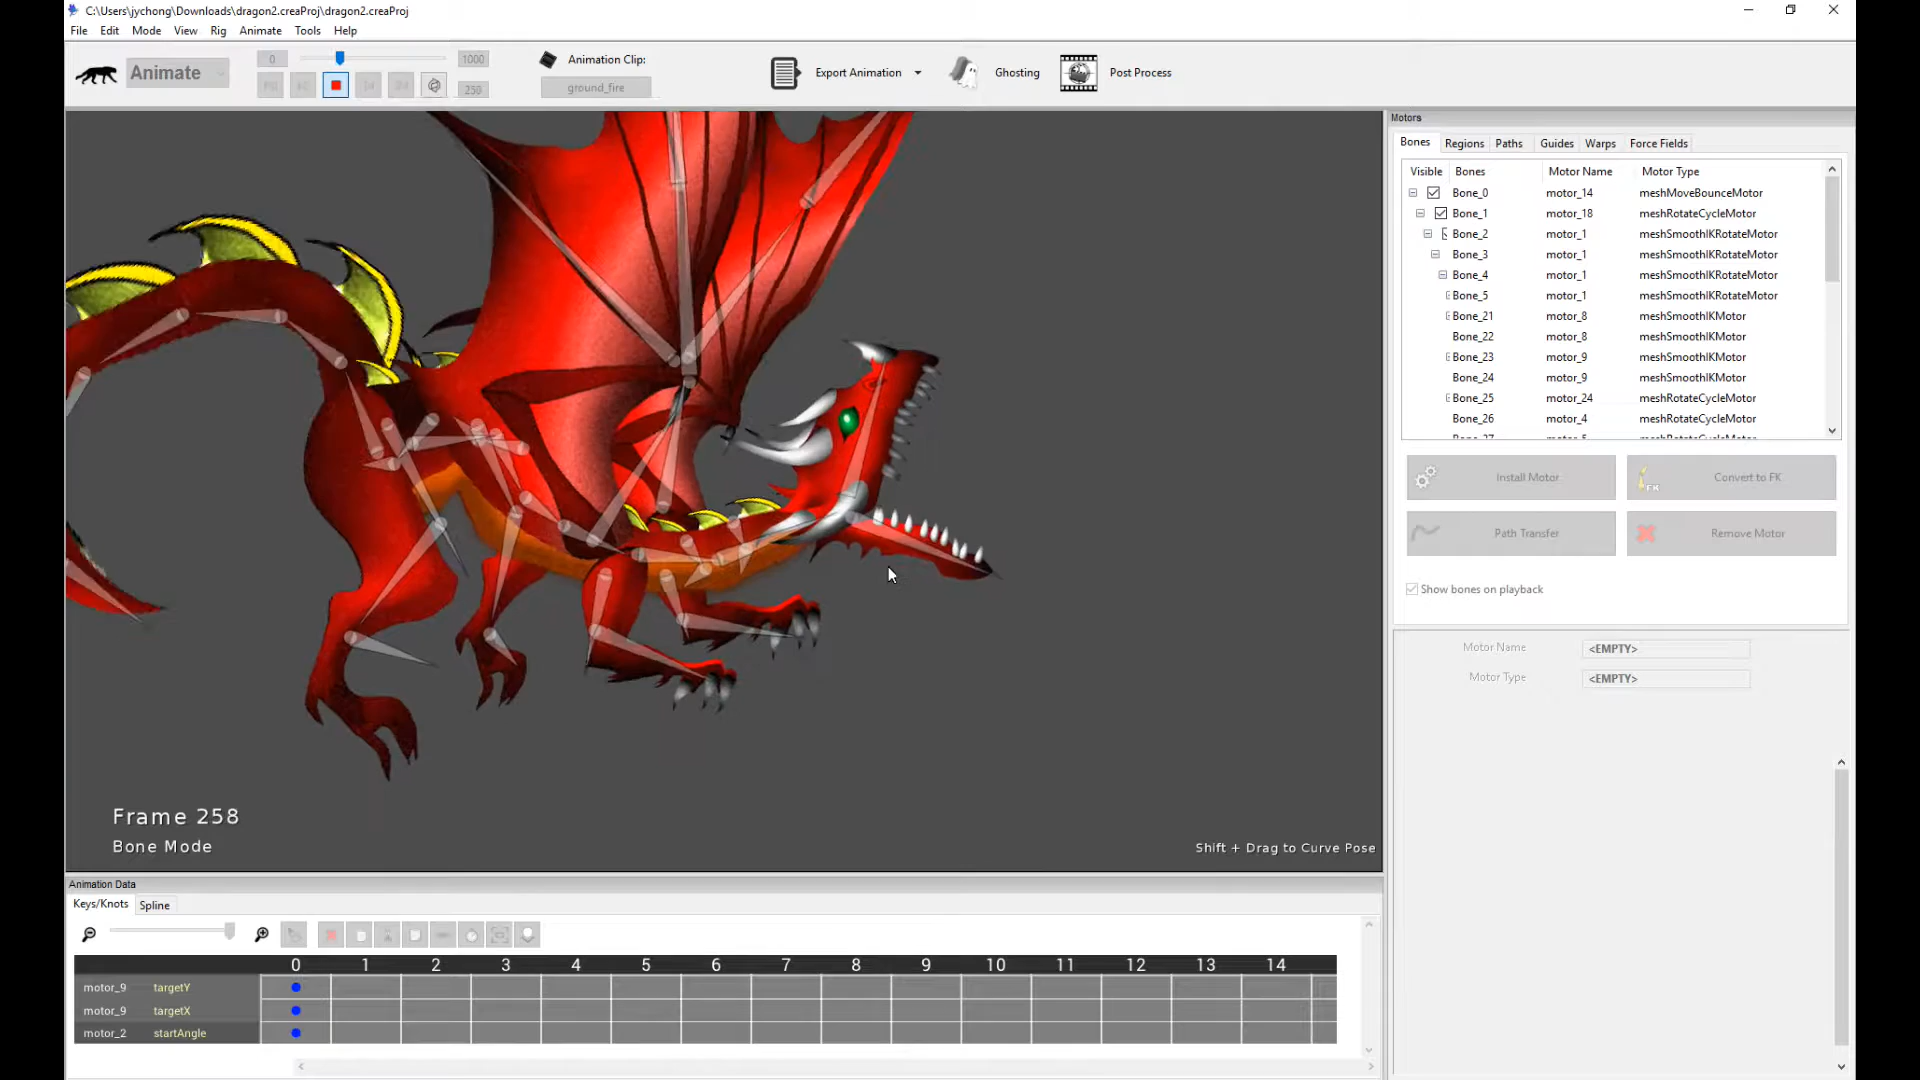 C:\Users\jychong\Downloads\dragon2.creaProj\dragon2.creaProj
File Edit Mode View Rig Animate Tools Help
Animate
0 1000
250
Animation Clip:
ground_fire
Export Animation
Ghosting
Post Process
Motors
Bones Regions Paths Guides Warps Force Fields
Visible Bones Motor Name Motor Type
Bone_0 motor_14 meshMoveBounceMotor
Bone_1 motor_18 meshRotateCycleMotor
Bone_2 motor_1 meshSmoothIKRotateMotor
Bone_3 motor_1 meshSmoothIKRotateMotor
Bone_4 motor_1 meshSmoothIKRotateMotor
Bone_5 motor_1 meshSmoothIKRotateMotor
Bone_21 motor_8 meshSmoothIKMotor
Bone_22 motor_8 meshSmoothIKMotor
Bone_23 motor_9 meshSmoothIKMotor
Bone_24 motor_9 meshSmoothIKMotor
Bone_25 motor_24 meshRotateCycleMotor
Bone_26 motor_4 meshRotateCycleMotor
Install Motor
FK Convert to FK
Path Transfer
Remove Motor
Show bones on playback
Motor Name <EMPTY>
Motor Type <EMPTY>
Frame 258
Bone Mode
Shift + Drag to Curve Pose
Animation Data
Keys/Knots Spline
0 1 2 3 4 5 6 7 8 9 10 11 12 13 14
motor_9 targetY
motor_9 targetX
motor_2 startAngle